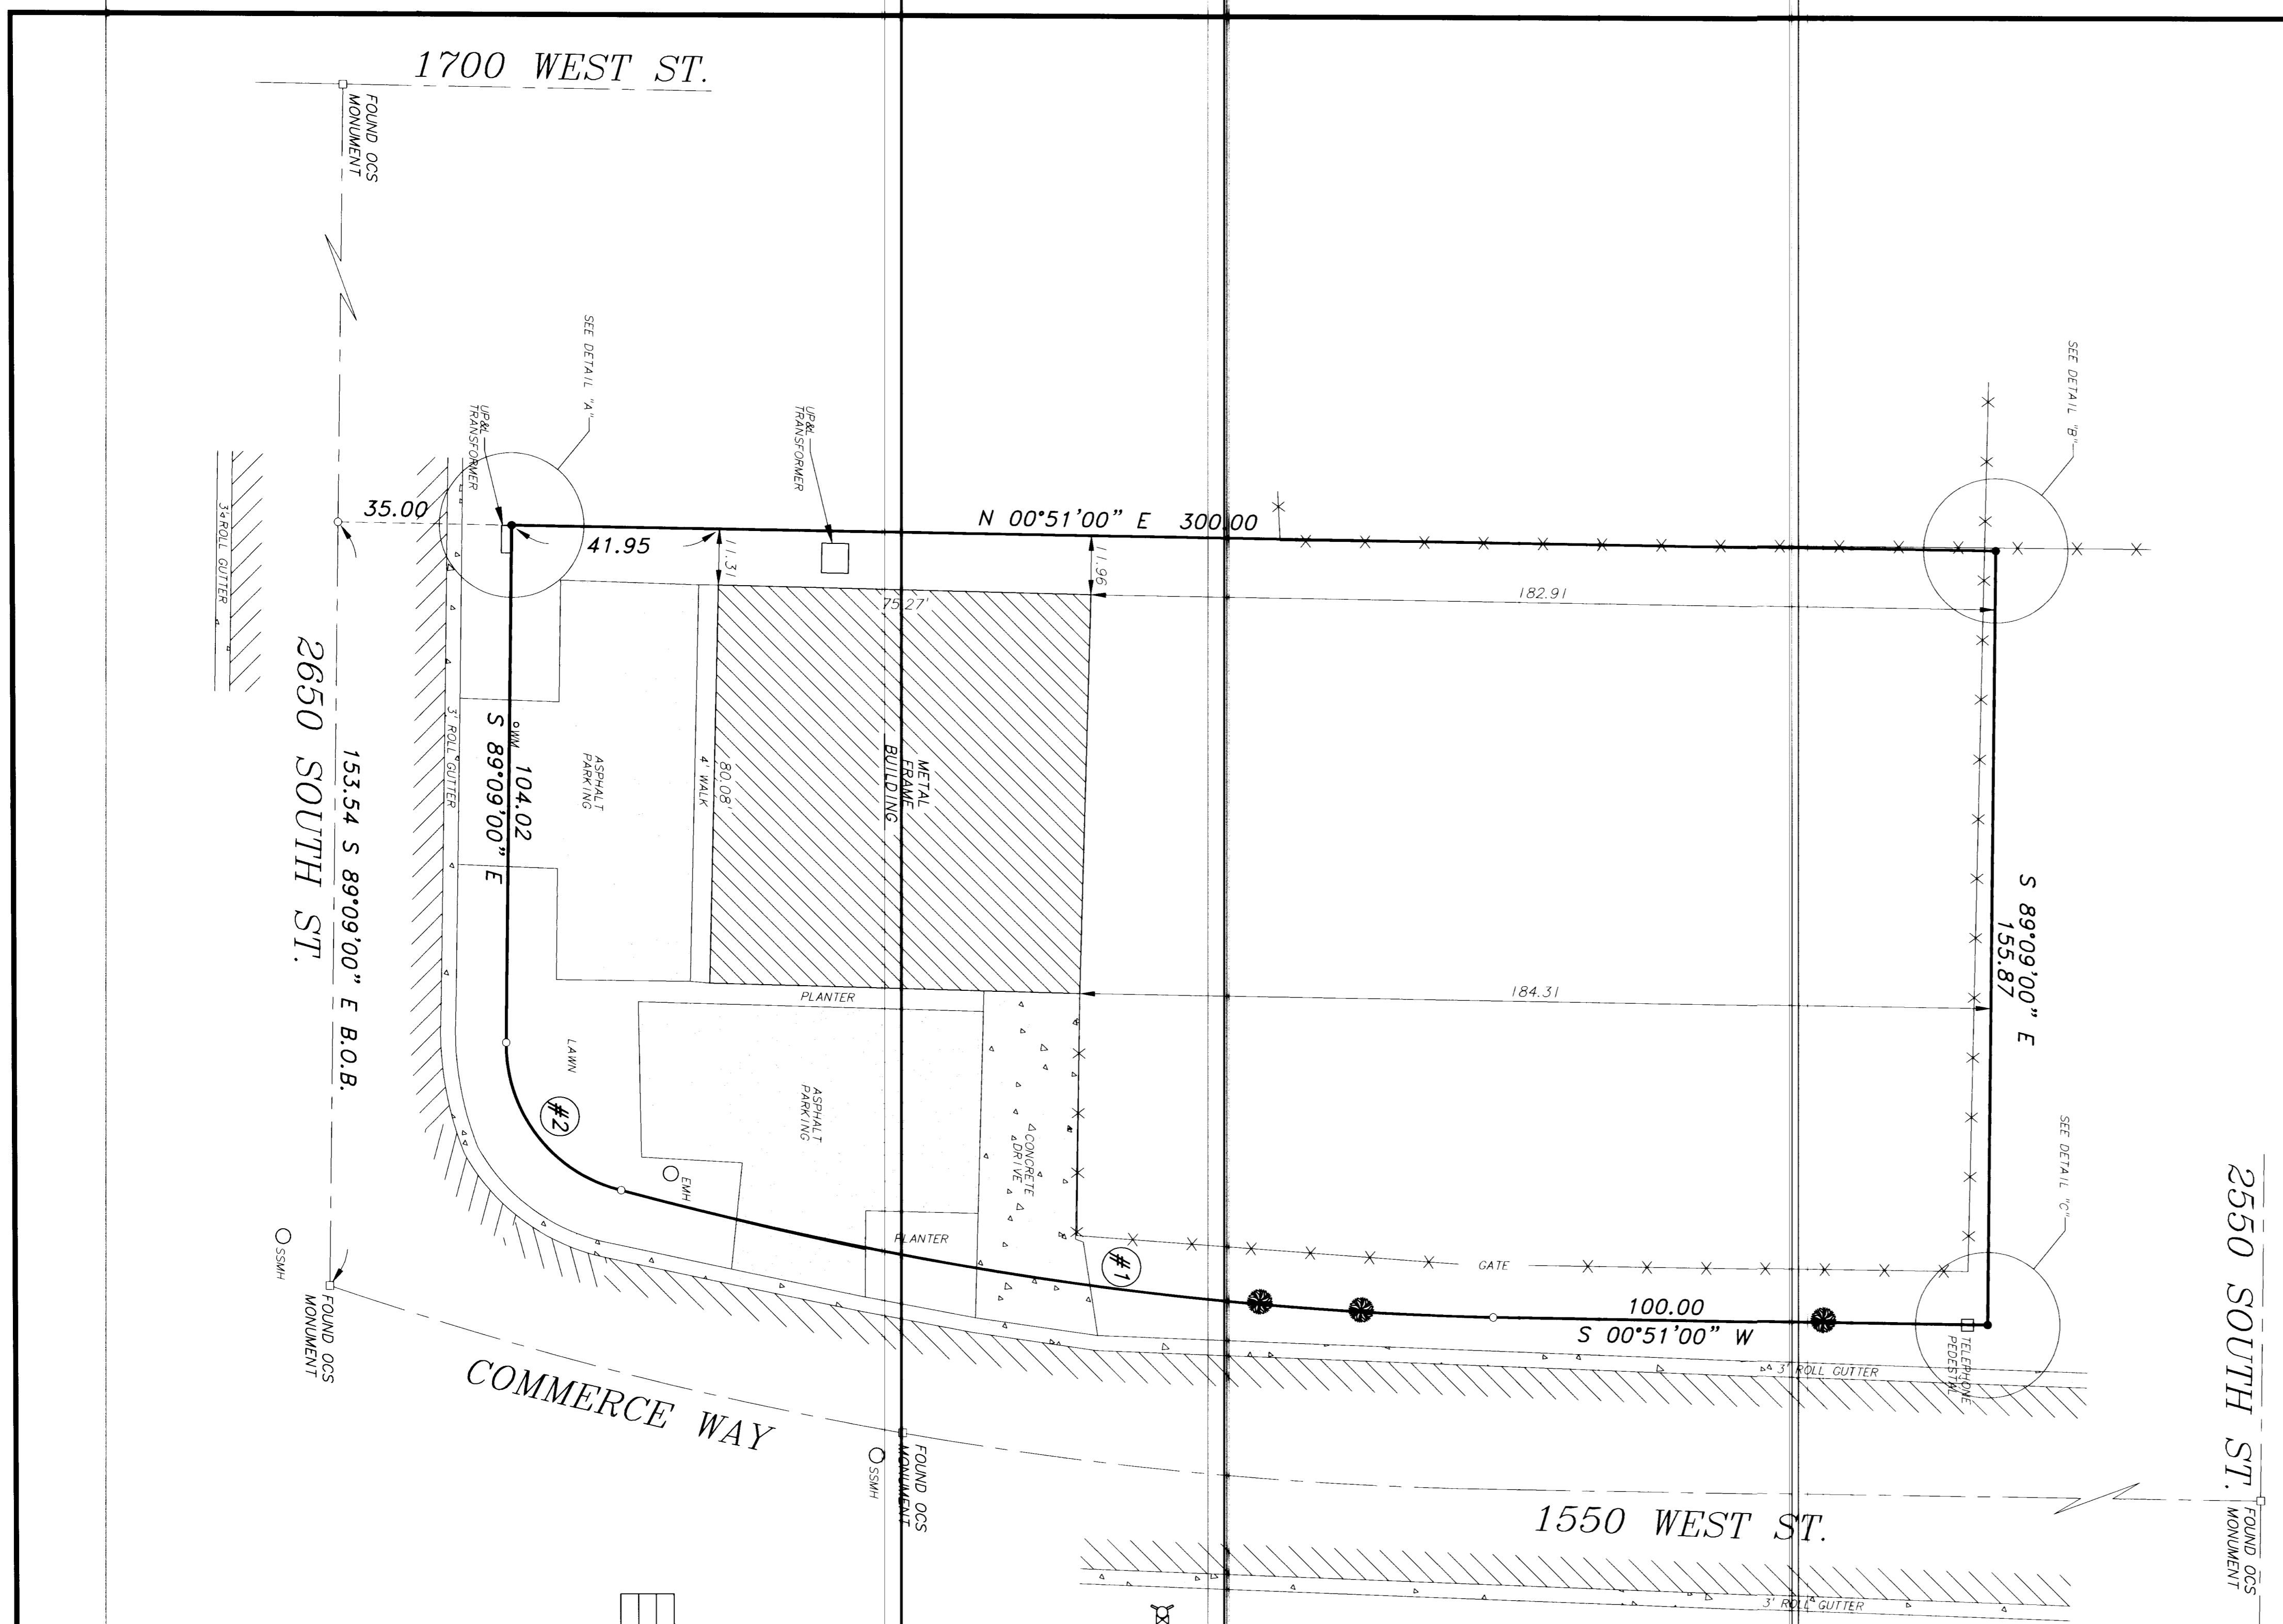 1700 WEST ST.
FOUND OCS
MONUMENT
SEE DETAIL "A"
SEE DETAIL "B"
UP&L
TRANSFORMER
UP&L
TRANSFORMER
35.00
41.95
N 00°51'00" E 300.00
11.31
11.96
182.91
75.27'
3' ROLL GUTTER
2650 SOUTH ST.
153.54 S 89°09'00" E B.O.B.
3' ROLL GUTTER
WM
104.02
S 89°09'00" E
ASPHALT
PARKING
4' WALK
80.08'
METAL
FRAME
BUILDING
S 89°09'00" E
155.87
184.31
PLANTER
LAWN
#2
ASPHALT
PARKING
CONCRETE
DRIVE
EMH
PLANTER
#1
GATE
SEE DETAIL "C"
100.00
S 00°51'00" W
TELEPHONE
PEDESTAL
3' ROLL GUTTER
2550 SOUTH ST.
FOUND OCS
MONUMENT
SSMH
FOUND OCS
MONUMENT
COMMERCE WAY
SSMH
FOUND OCS
MONUMENT
1550 WEST ST.
3' ROLL GUTTER